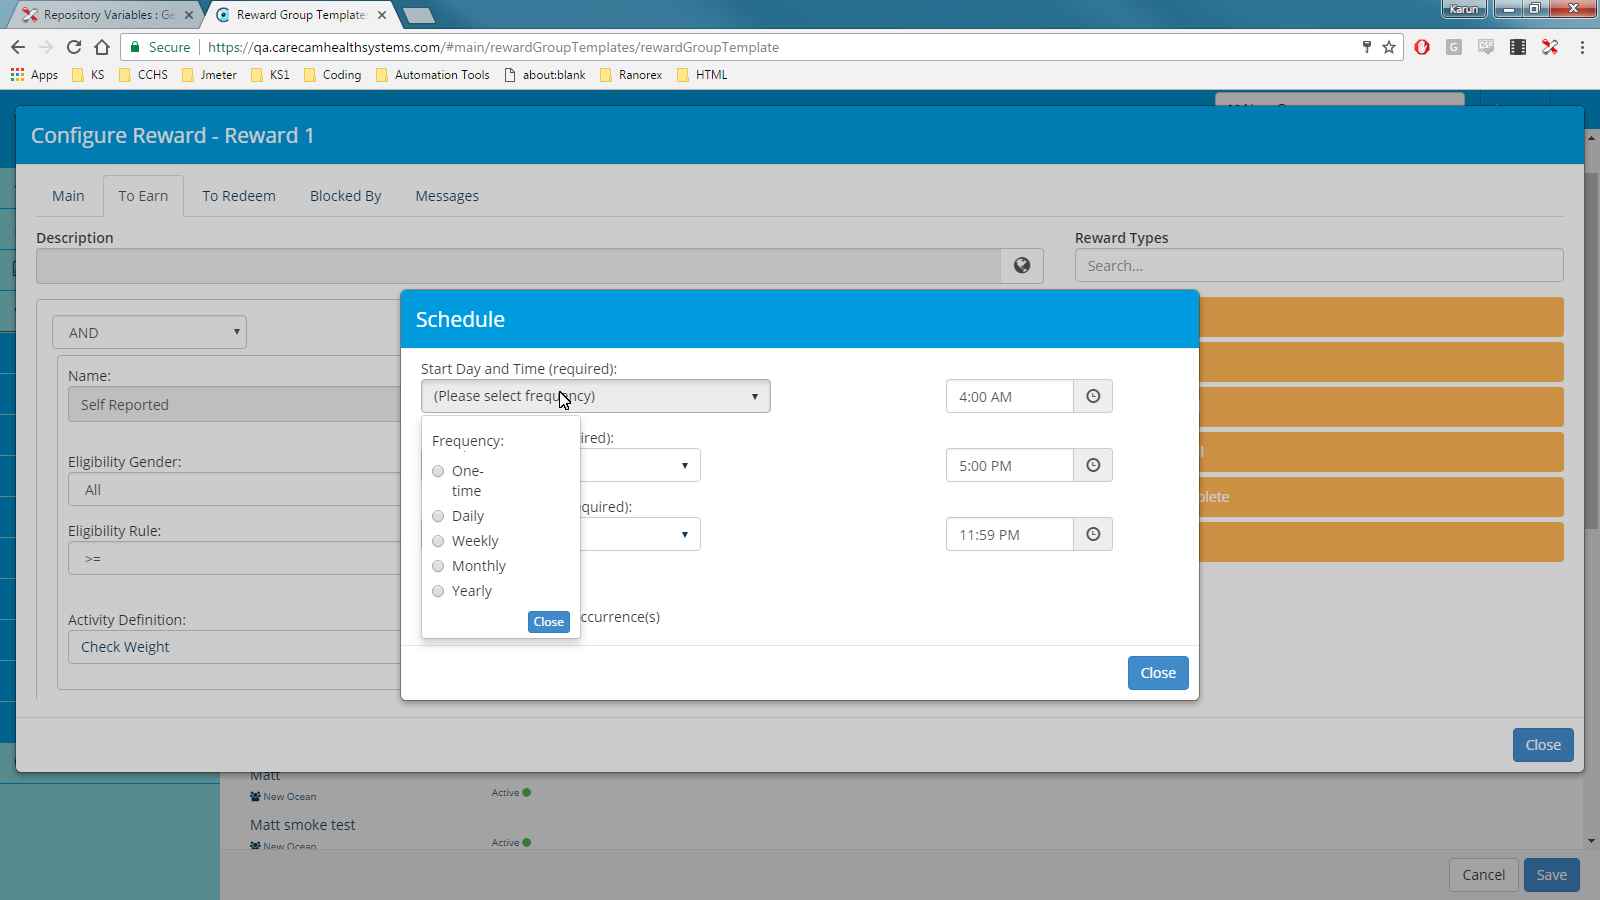 Repository Variables : Ge
Reward Group Template
Karun
Secure
https://qa.carecamhealthsystems.com/#main/rewardGroupTemplates/rewardGroupTemplate
Apps
KS
CCHS
Jmeter
KS1
Coding
Automation Tools
about:blank
Ranorex
HTML
Configure Reward - Reward 1
Main
To Earn
To Redeem
Blocked By
Messages
Description
Reward Types
Search...
AND
Name:
Self Reported
Eligibility Gender:
All
Eligibility Rule:
>=
Activity Definition:
Check Weight
Schedule
Start Day and Time (required):
(Please select frequency)
4:00 AM
ired):
5:00 PM
quired):
11:59 PM
Frequency:
One-
time
Daily
Weekly
Monthly
Yearly
Close
ccurrence(s)
Close
plete
Close
Matt
New Ocean
Active
Matt smoke test
New Ocean
Active
Cancel
Save